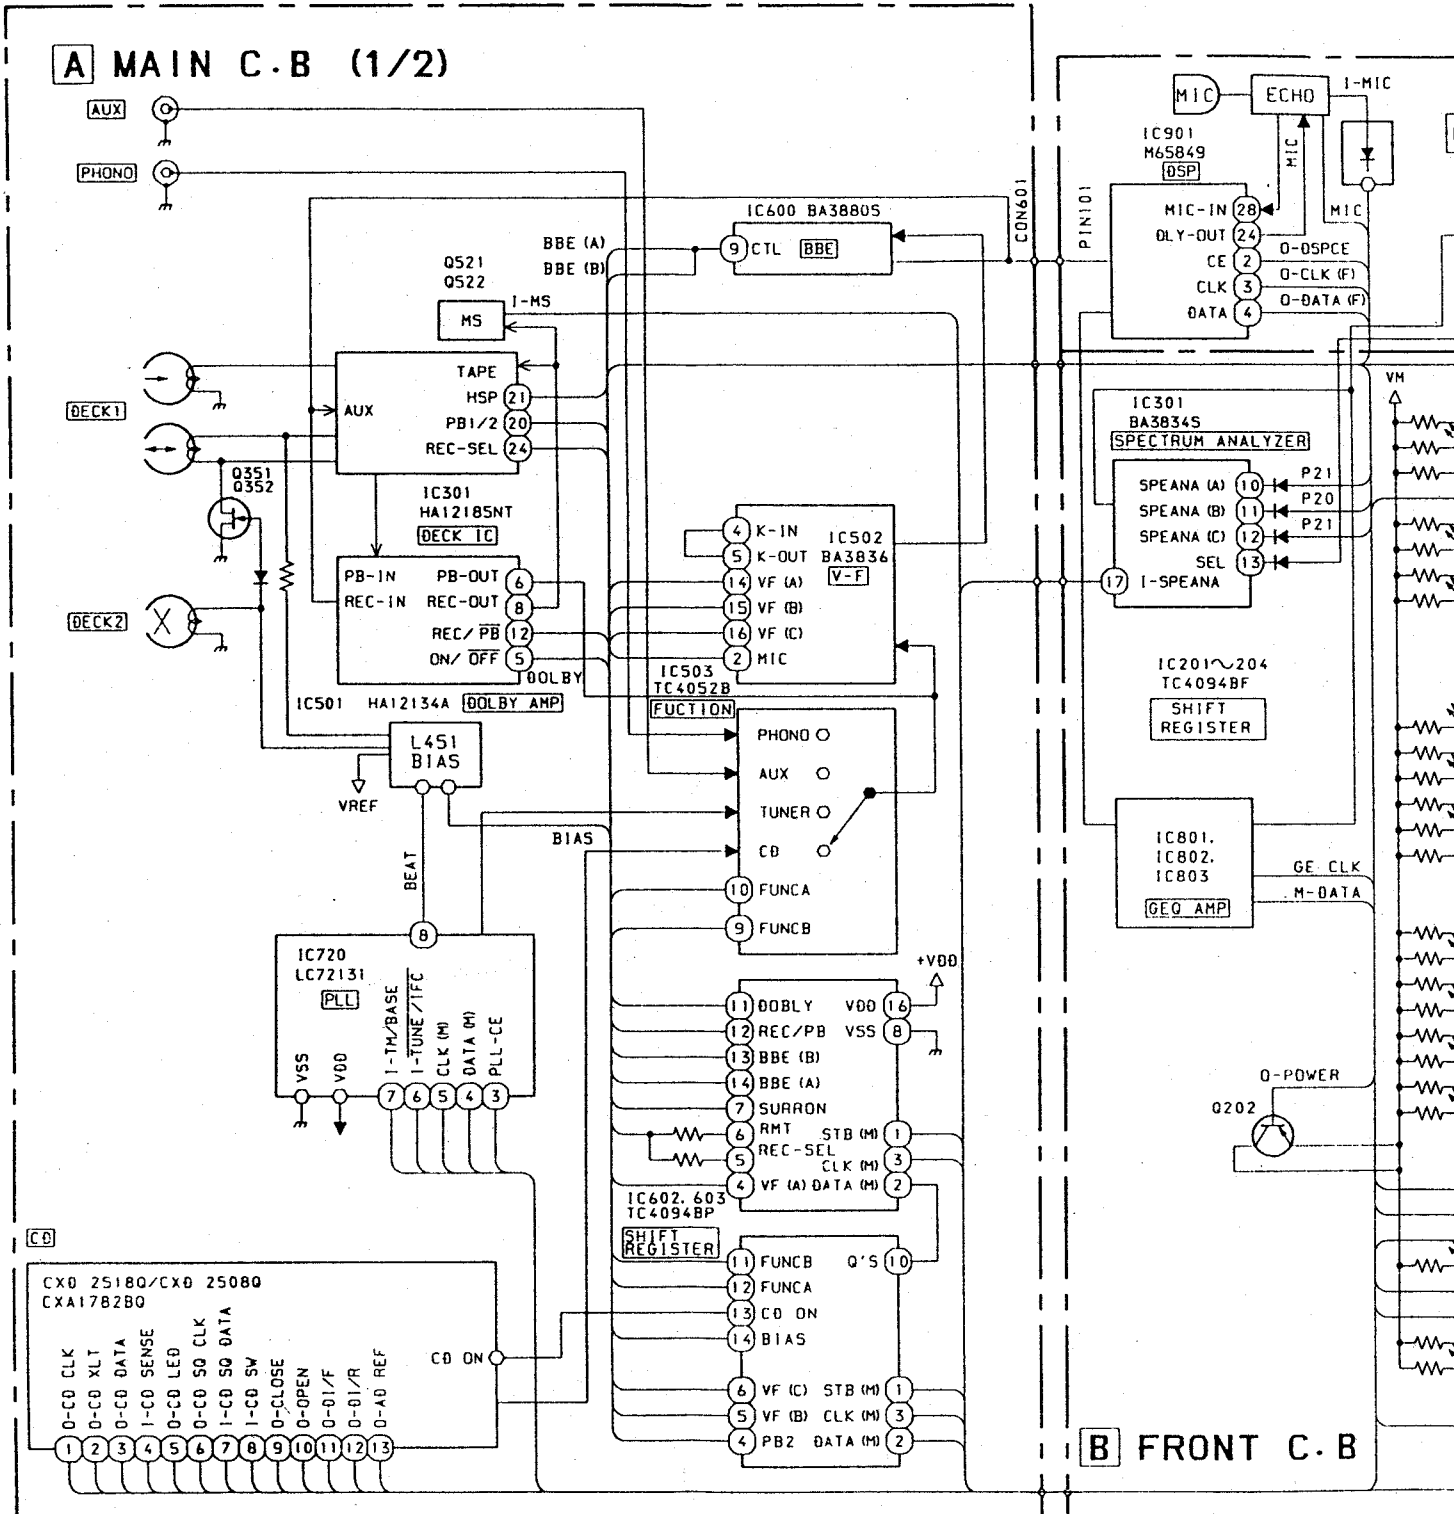 A MAIN C.B (1/2)
AUX
PHONO
IC600 BA3880S
9 CTL BBE
BBE (A)
BBE (B)
CON601
PIN101
Q521
Q522
MS
I-MS
DECK1
TAPE
AUX
HSP 21
PB1/2 20
REC-SEL 24
Q351
Q352
IC301
HA12185NT
DECK IC
DECK2
PB-IN
REC-IN
PB-OUT 6
REC-OUT 8
REC/PB 12
ON/OFF 5
DOLBY
IC501 HA12134A DOLBY AMP
4 K-IN
5 K-OUT
14 VF (A)
15 VF (B)
16 VF (C)
2 MIC
IC502
BA3836
V-F
IC503
TC4052B
FUCTION
PHONO
AUX
TUNER
CD
10 FUNCA
9 FUNCB
L451
BIAS
VREF
BEAT
BIAS
8
IC720
LC72131
PLL
VSS
VDD
I-TM/BASE
I-TUNE/IFC
CLK (M)
DATA (M)
PLL-CE
7 6 5 4 3
+VDD
11 DOBLY
12 REC/PB
13 BBE (B)
14 BBE (A)
7 SURRON
6 RMT
5 REC-SEL
4 VF (A)
VDD 16
VSS 8
STB (M) 1
CLK (M) 3
DATA (M) 2
IC602, 603
TC4094BP
SHIFT
REGISTER
11 FUNCB
12 FUNCA
13 CD ON
14 BIAS
6 VF (C)
5 VF (B)
4 PB2
Q'S 10
STB (M) 1
CLK (M) 3
DATA (M) 2
CD
CXD 2518Q/CXD 2508Q
CXA1782BQ
CD ON
O-CD CLK
O-CD XLT
O-CD DATA
I-CD SENSE
O-CD LED
O-CD SQ CLK
I-CD SQ DATA
I-CD SW
O-CLOSE
O-OPEN
O-DI/F
O-DI/R
O-AD REF
1 2 3 4 5 6 7 8 9 10 11 12 13
MIC
ECHO
I-MIC
IC901
M65849
DSP
MIC
MIC
MIC-IN 28
DLY-OUT 24
CE 2
CLK 3
DATA 4
O-DSPCE
O-CLK (F)
O-DATA (F)
VM
IC301
BA3834S
SPECTRUM ANALYZER
SPEANA (A) 10 P21
SPEANA (B) 11 P20
SPEANA (C) 12 P21
SEL 13
17 I-SPEANA
IC201~204
TC4094BF
SHIFT
REGISTER
IC801,
IC802,
IC803
GEQ AMP
GE CLK
M-DATA
O-POWER
Q202
B FRONT C.B